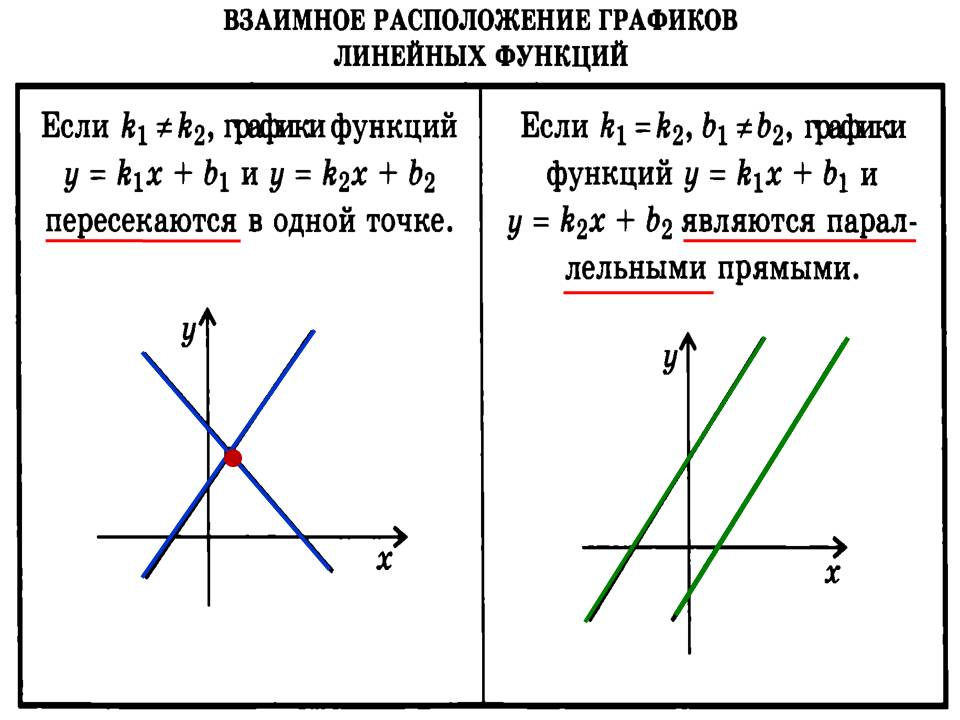 ВЗАИМНОЕ РАСПОЛОЖЕНИЕ ГРАФИКОВ
ЛИНЕЙНЫХ ФУНКЦИЙ
Если k₁ ≠ k₂, графики функций
y = k₁x + b₁ и y = k₂x + b₂
пересекаются в одной точке.
y
x
Если k₁ = k₂, b₁ ≠ b₂, графики
функций y = k₁x + b₁ и
y = k₂x + b₂ являются парал-
лельными прямыми.
y
x